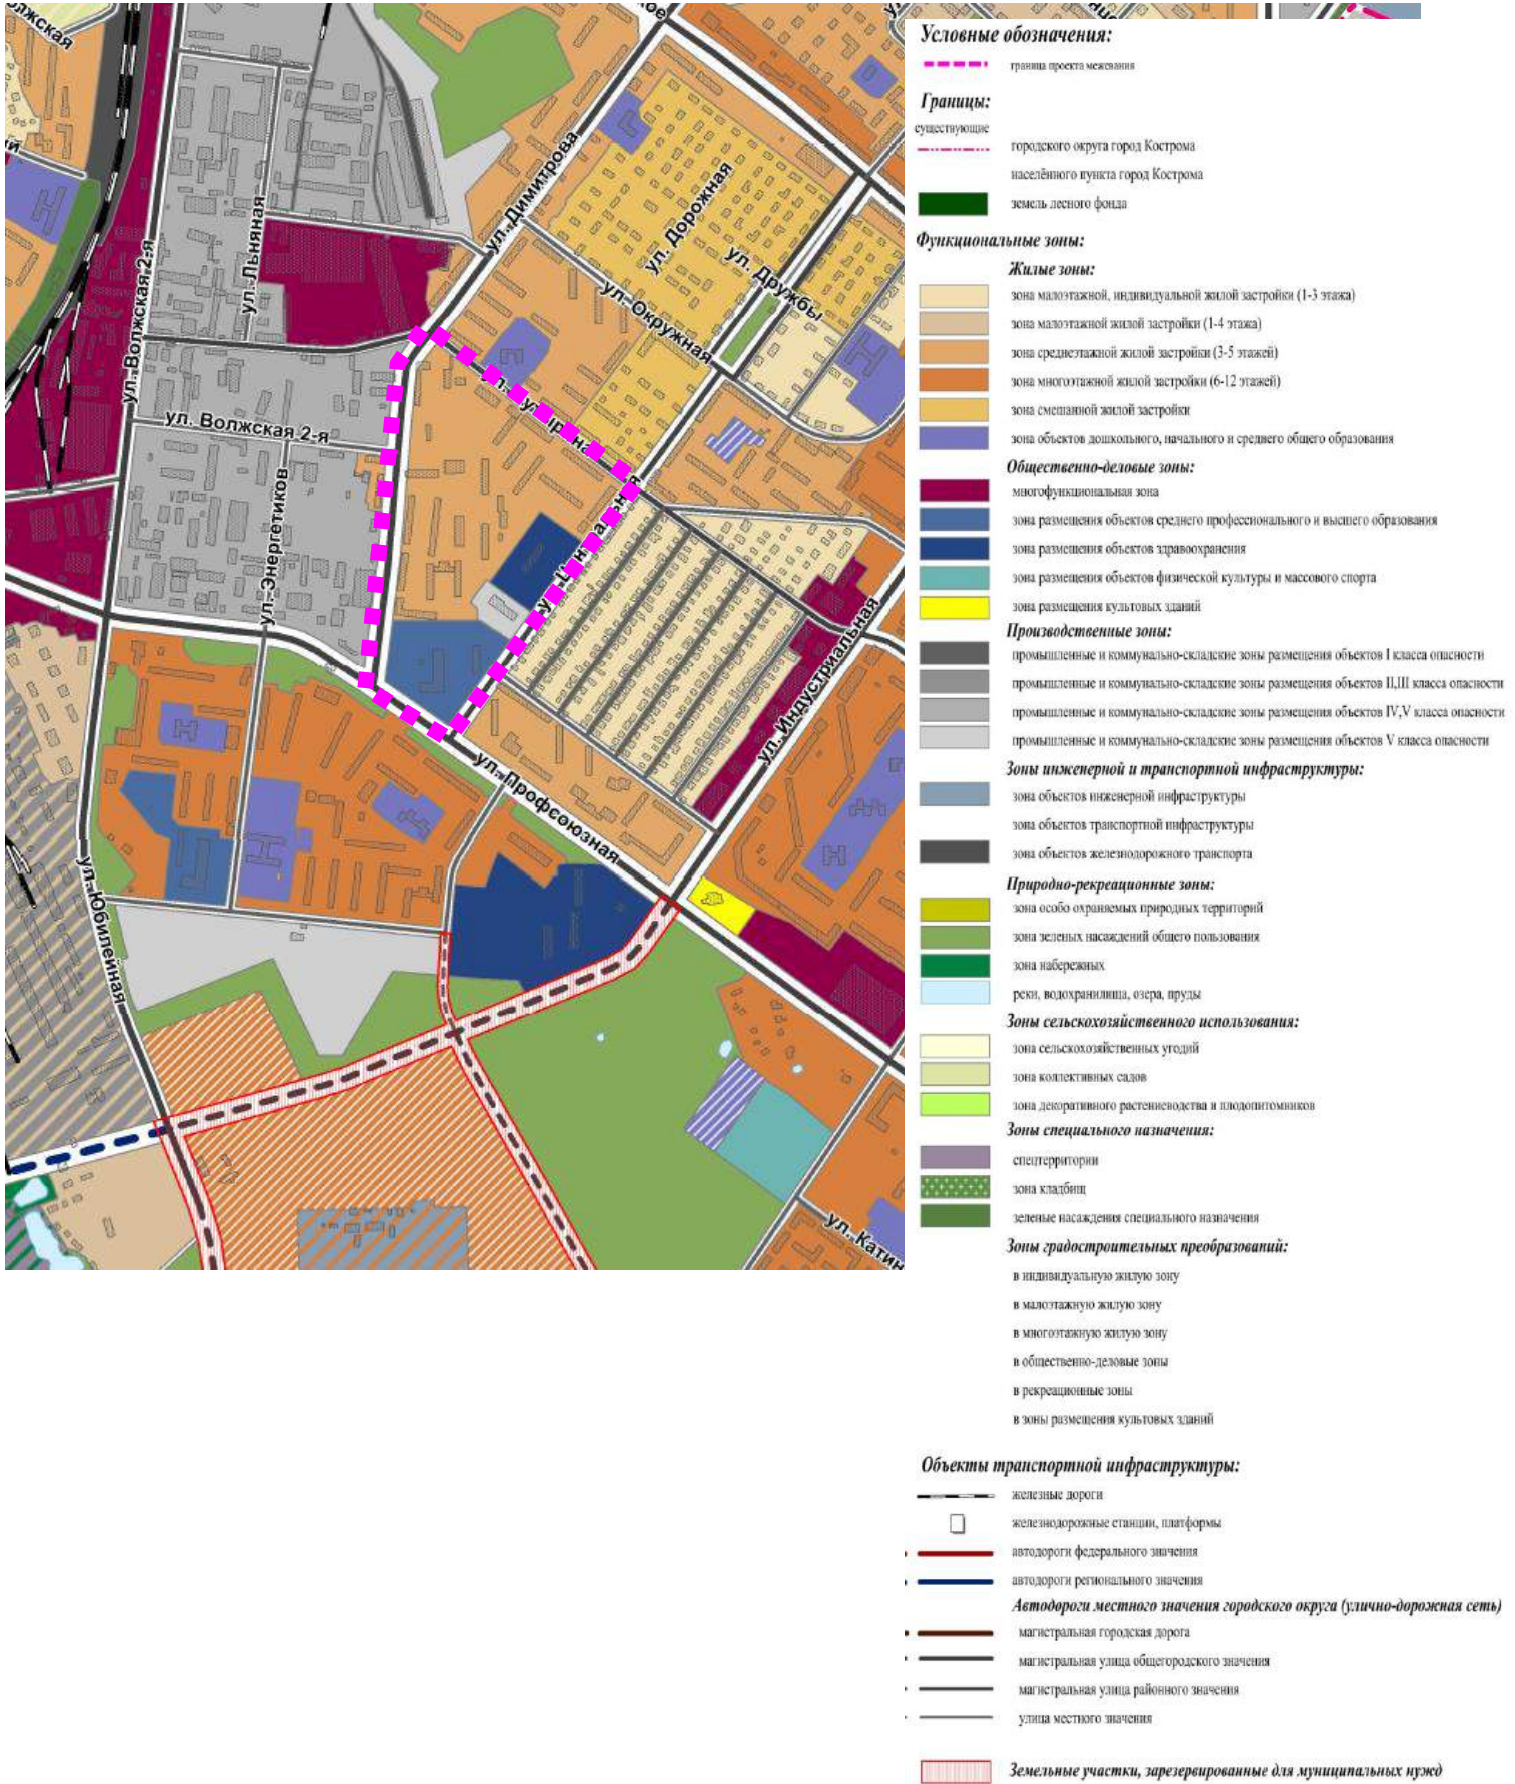 ул. Димитрова
ул. Дорожная
ул. Дружбы
ул. Окружная
ул. Льняная
ул. Волжская 2-я
ул. Волжская 2-я
ул. Энергетиков
ул. Индустриальная
ул. Профсоюзная
ул. Юбилейная
Условные обозначения:
граница проекта межевания
Границы:
существующие
городского округа город Кострома
населённого пункта город Кострома
земель лесного фонда
Функциональные зоны:
Жилые зоны:
зона малоэтажной, индивидуальной жилой застройки (1-3 этажа)
зона малоэтажной жилой застройки (1-4 этажа)
зона среднеэтажной жилой застройки (3-5 этажей)
зона многоэтажной жилой застройки (6-12 этажей)
зона смешанной жилой застройки
зона объектов дошкольного, начального и среднего общего образования
Общественно-деловые зоны:
многофункциональная зона
зона размещения объектов среднего профессионального и высшего образования
зона размещения объектов здравоохранения
зона размещения объектов физической культуры и массового спорта
зона размещения культовых зданий
Производственные зоны:
промышленные и коммунально-складские зоны размещения объектов I класса опасности
промышленные и коммунально-складские зоны размещения объектов II,III класса опасности
промышленные и коммунально-складские зоны размещения объектов IV,V класса опасности
промышленные и коммунально-складские зоны размещения объектов V класса опасности
Зоны инженерной и транспортной инфраструктуры:
зона объектов инженерной инфраструктуры
зона объектов транспортной инфраструктуры
зона объектов железнодорожного транспорта
Природно-рекреационные зоны:
зона особо охраняемых природных территорий
зона зеленых насаждений общего пользования
зона набережных
реки, водохранилища, озера, пруды
Зоны сельскохозяйственного использования:
зона сельскохозяйственных угодий
зона коллективных садов
зона декоративного растениеводства и плодопитомников
Зоны специального назначения:
спецтерритории
зона кладбищ
зеленые насаждения специального назначения
Зоны градостроительных преобразований:
в индивидуальную жилую зону
в малоэтажную жилую зону
в многоэтажную жилую зону
в общественно-деловые зоны
в рекреационные зоны
в зоны размещения культовых зданий
Объекты транспортной инфраструктуры:
железные дороги
железнодорожные станции, платформы
автодороги федерального значения
автодороги регионального значения
Автодороги местного значения городского округа (улично-дорожная сеть)
магистральная городская дорога
магистральная улица общегородского значения
магистральная улица районного значения
улица местного значения
Земельные участки, зарезервированные для муниципальных нужд